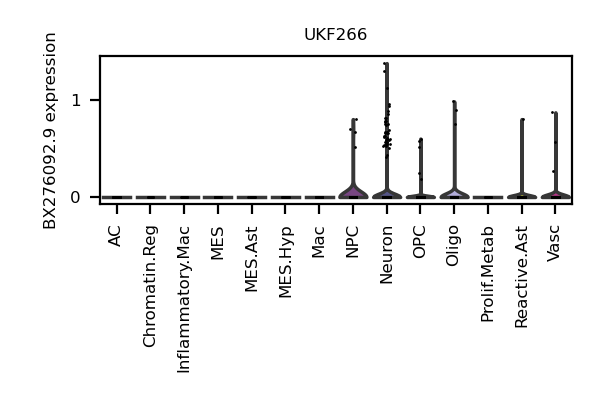 UKF266
BX276092.9 expression
1
0
AC
Chromatin.Reg
Inflammatory.Mac
MES
MES.Ast
MES.Hyp
Mac
NPC
Neuron
OPC
Oligo
Prolif.Metab
Reactive.Ast
Vasc